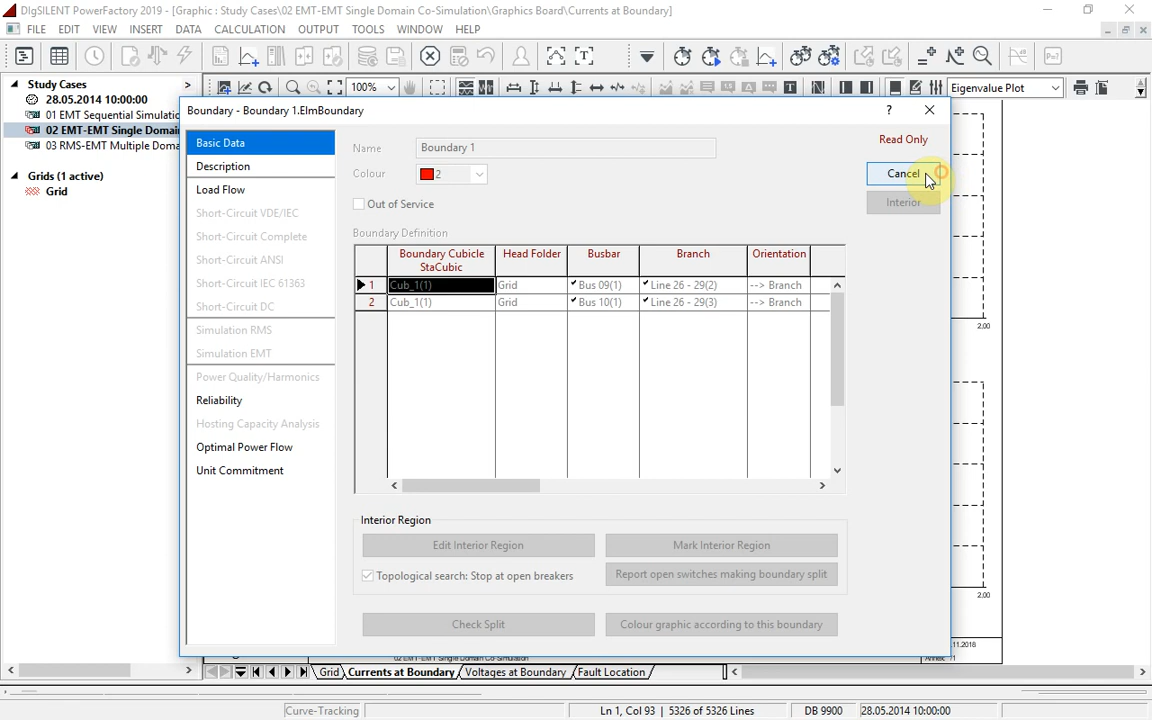 DIgSILENT PowerFactory 2019 - [Graphic : Study Cases\02 EMT-EMT Single Domain Co-Simulation\Graphics Board\Currents at Boundary]
FILE EDIT VIEW INSERT DATA CALCULATION OUTPUT TOOLS WINDOW HELP
Study Cases
100%
Eigenvalue Plot
28.05.2014 10:00:00
01 EMT Sequential Simulatio
02 EMT-EMT Single Domai
03 RMS-EMT Multiple Doma
Grids (1 active)
Grid
Boundary - Boundary 1.ElmBoundary
?
Basic Data
Description
Load Flow
Short-Circuit VDE/IEC
Short-Circuit Complete
Short-Circuit ANSI
Short-Circuit IEC 61363
Short-Circuit DC
Simulation RMS
Simulation EMT
Power Quality/Harmonics
Reliability
Hosting Capacity Analysis
Optimal Power Flow
Unit Commitment
Name Boundary 1
Colour 2
Out of Service
Read Only
Cancel
Interior
Boundary Definition
Boundary Cubicle StaCubic Head Folder Busbar Branch Orientation
1 Cub_1(1) Grid Bus 09(1) Line 26 - 29(2) --> Branch
2 Cub_1(1) Grid Bus 10(1) Line 26 - 29(3) --> Branch
Interior Region
Edit Interior Region Mark Interior Region
Topological search: Stop at open breakers Report open switches making boundary split
Check Split Colour graphic according to this boundary
2.00
2.00
11.2018
/1
02 EMT-EMT Single Domain Co-Simulation
Grid Currents at Boundary Voltages at Boundary Fault Location
Curve-Tracking Ln 1, Col 93 | 5326 of 5326 Lines DB 9900 28.05.2014 10:00:00